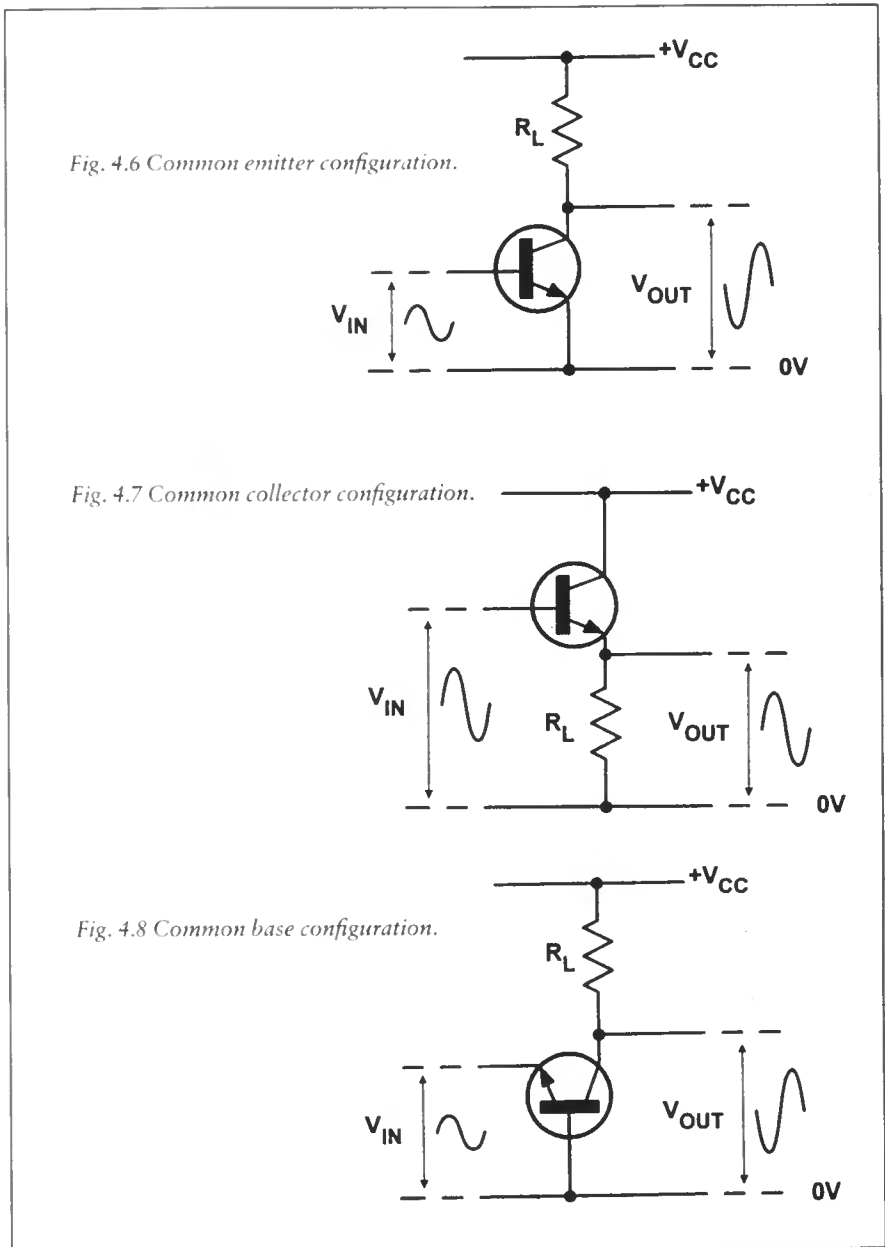 +VCC
RL
Fig. 4.6 Common emitter configuration.
VIN
VOUT
0V
Fig. 4.7 Common collector configuration.
+VCC
VIN
RL
VOUT
0V
+VCC
Fig. 4.8 Common base configuration.
RL
VIN
VOUT
0V